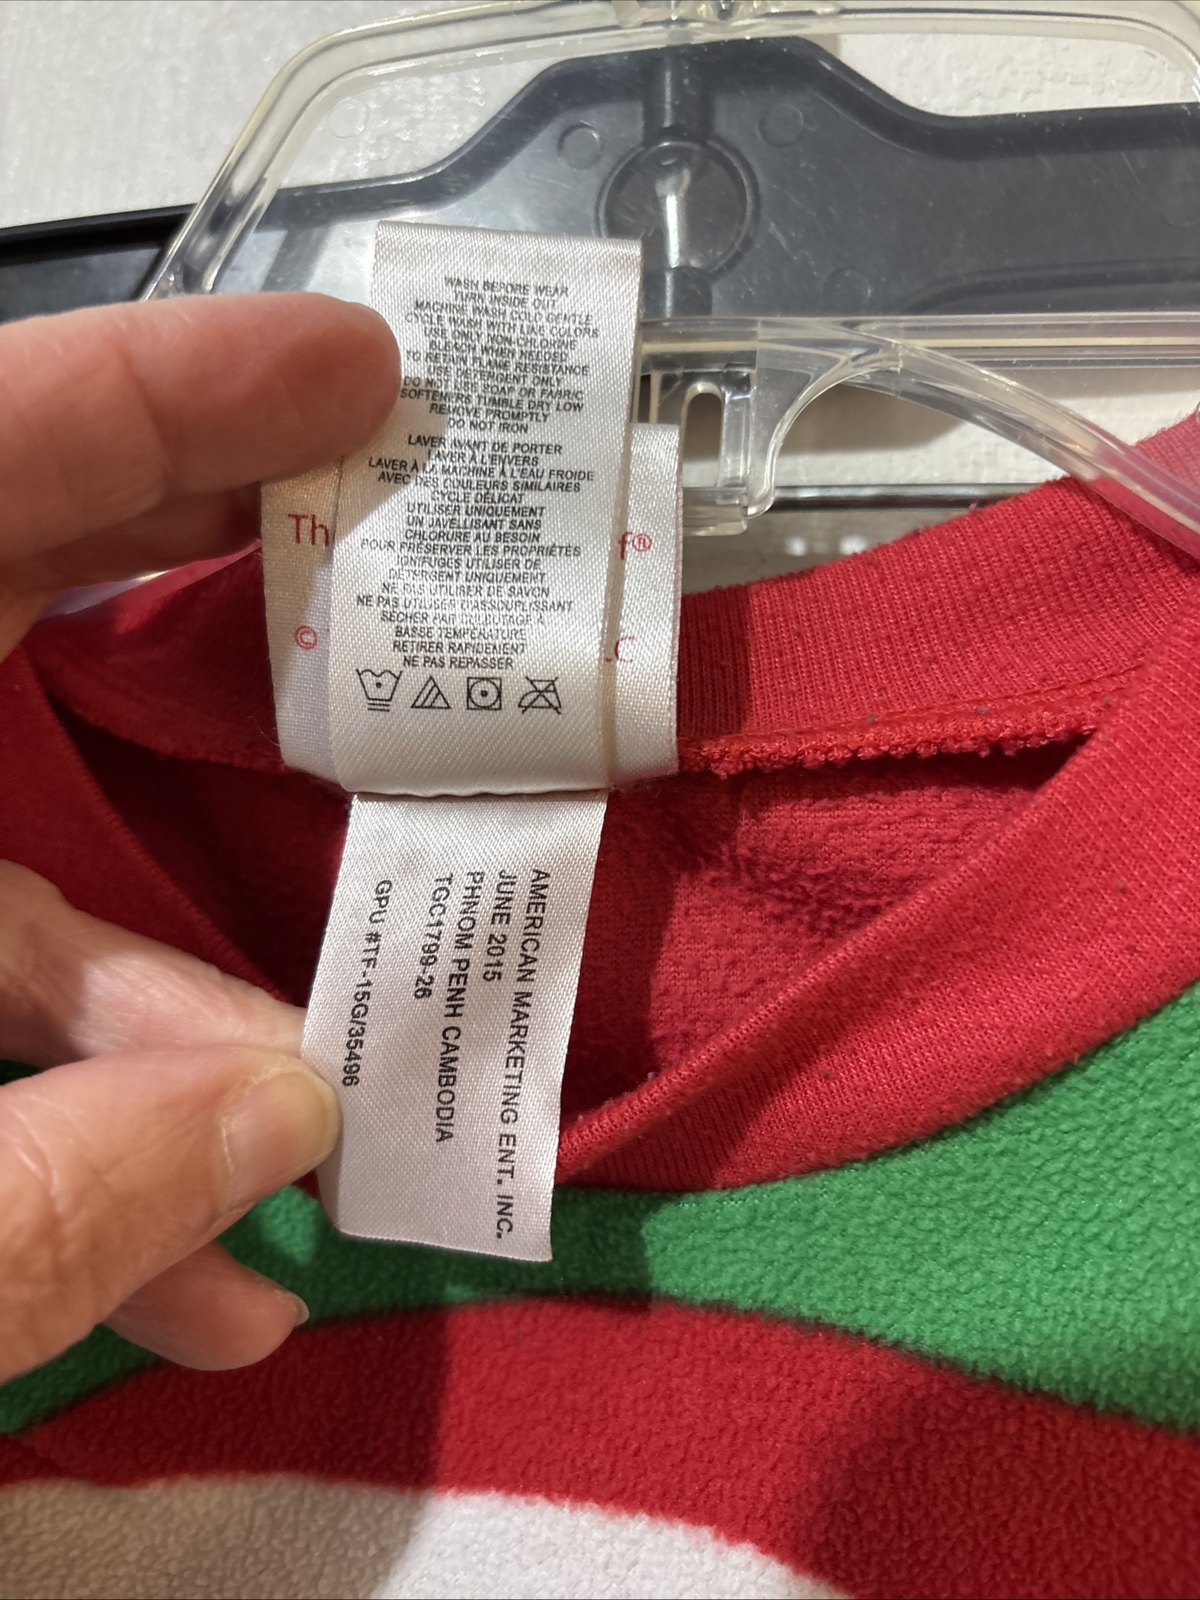 WASH BEFORE WEAR
TURN INSIDE OUT
MACHINE WASH COLD GENTLE
CYCLE WASH WITH LIKE COLORS
USE ONLY NON-CHLORINE
BLEACH WHEN NEEDED
TO RETAIN FLAME RESISTANCE
USE DETERGENT ONLY
DO NOT USE SOAP OR FABRIC
SOFTENERS TUMBLE DRY LOW
REMOVE PROMPTLY
DO NOT IRON
LAVER AVANT DE PORTER
LAVER À L'ENVERS
LAVER À LA MACHINE À L'EAU FROIDE
AVEC DES COULEURS SIMILAIRES
CYCLE DÉLICAT
UTILISER UNIQUEMENT
UN JAVELLISANT SANS
CHLORURE AU BESOIN
POUR PRÉSERVER LES PROPRIÉTÉS
IGNIFUGES UTILISER DE
DÉTERGENT UNIQUEMENT
NE PAS UTILISER DE SAVON
NE PAS UTILISER D'ASSOUPLISSANT
SÉCHER PAR CULBUTAGE À
BASSE TEMPÉRATURE
RETIRER RAPIDEMENT
NE PAS REPASSER
Th f®
© .C
AMERICAN MARKETING ENT. INC.
JUNE 2015
PHNOM PENH CAMBODIA
TGC1799-26
GPU #TF-15G/35496